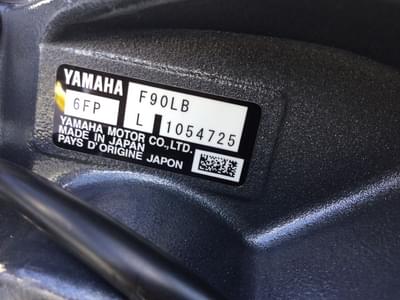 YAMAHA F90LB
6FP L 1054725
YAMAHA MOTOR CO.,LTD.
MADE IN JAPAN
PAYS D'ORIGINE JAPON